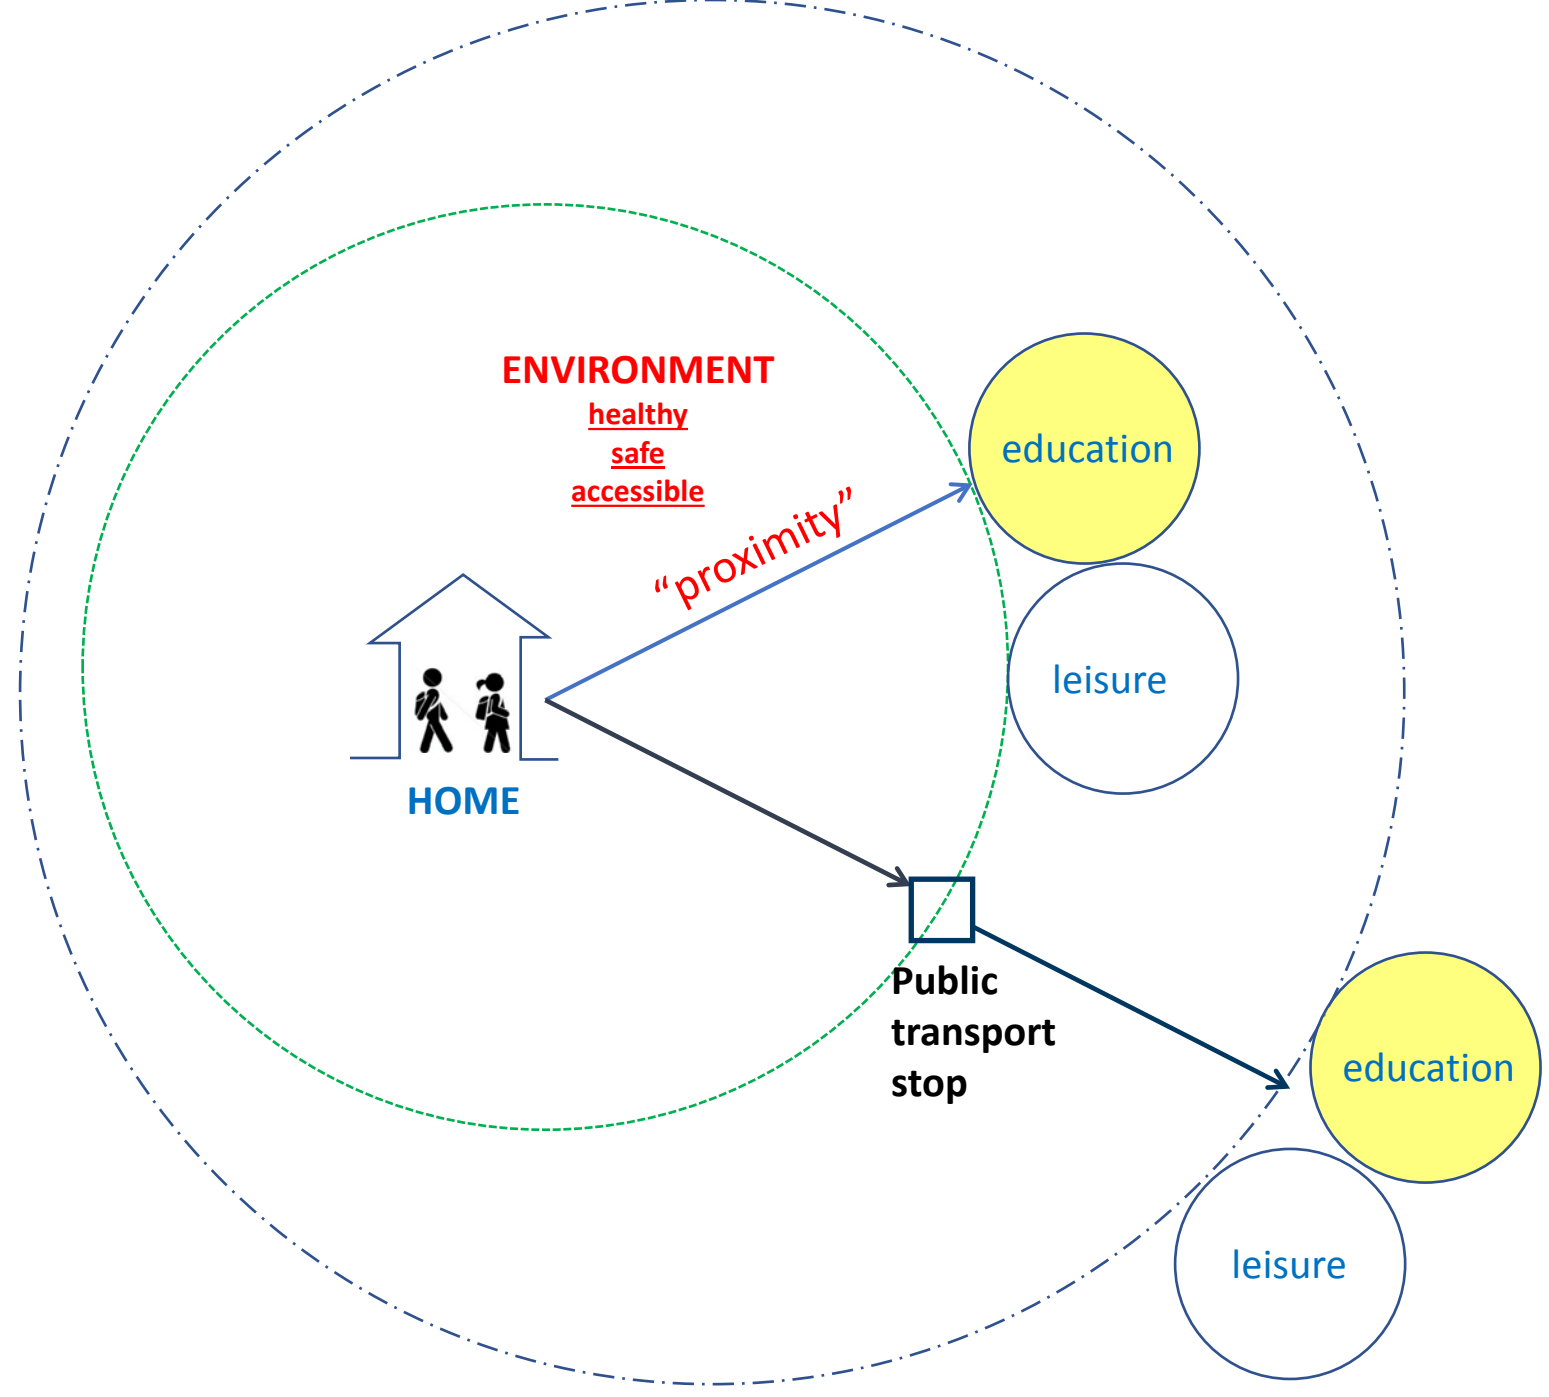 ENVIRONMENT
healthy
safe
accessible
“proximity”
education
leisure
HOME
Public
transport
stop
education
leisure